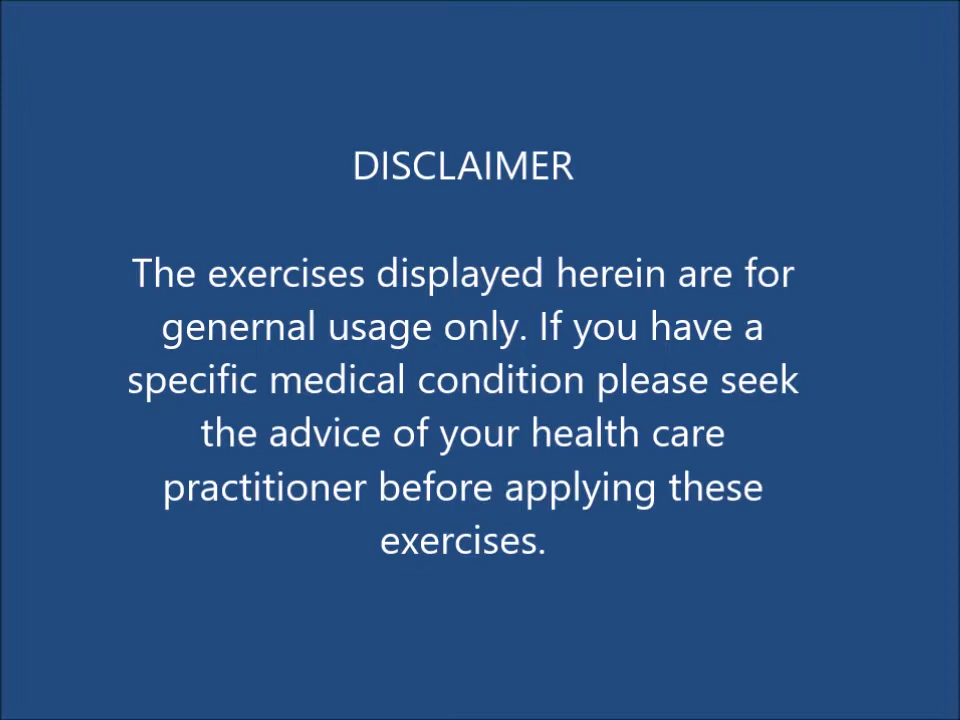 DISCLAIMER
The exercises displayed herein are for
genernal usage only. If you have a
specific medical condition please seek
the advice of your health care
practitioner before applying these
exercises.